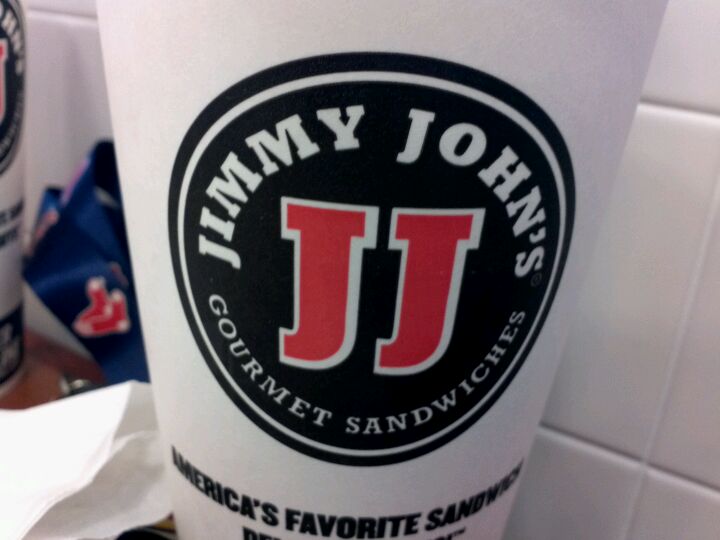 JIMMY JOHN'S
JJ
GOURMET SANDWICHES
AMERICA'S FAVORITE SANDWICH